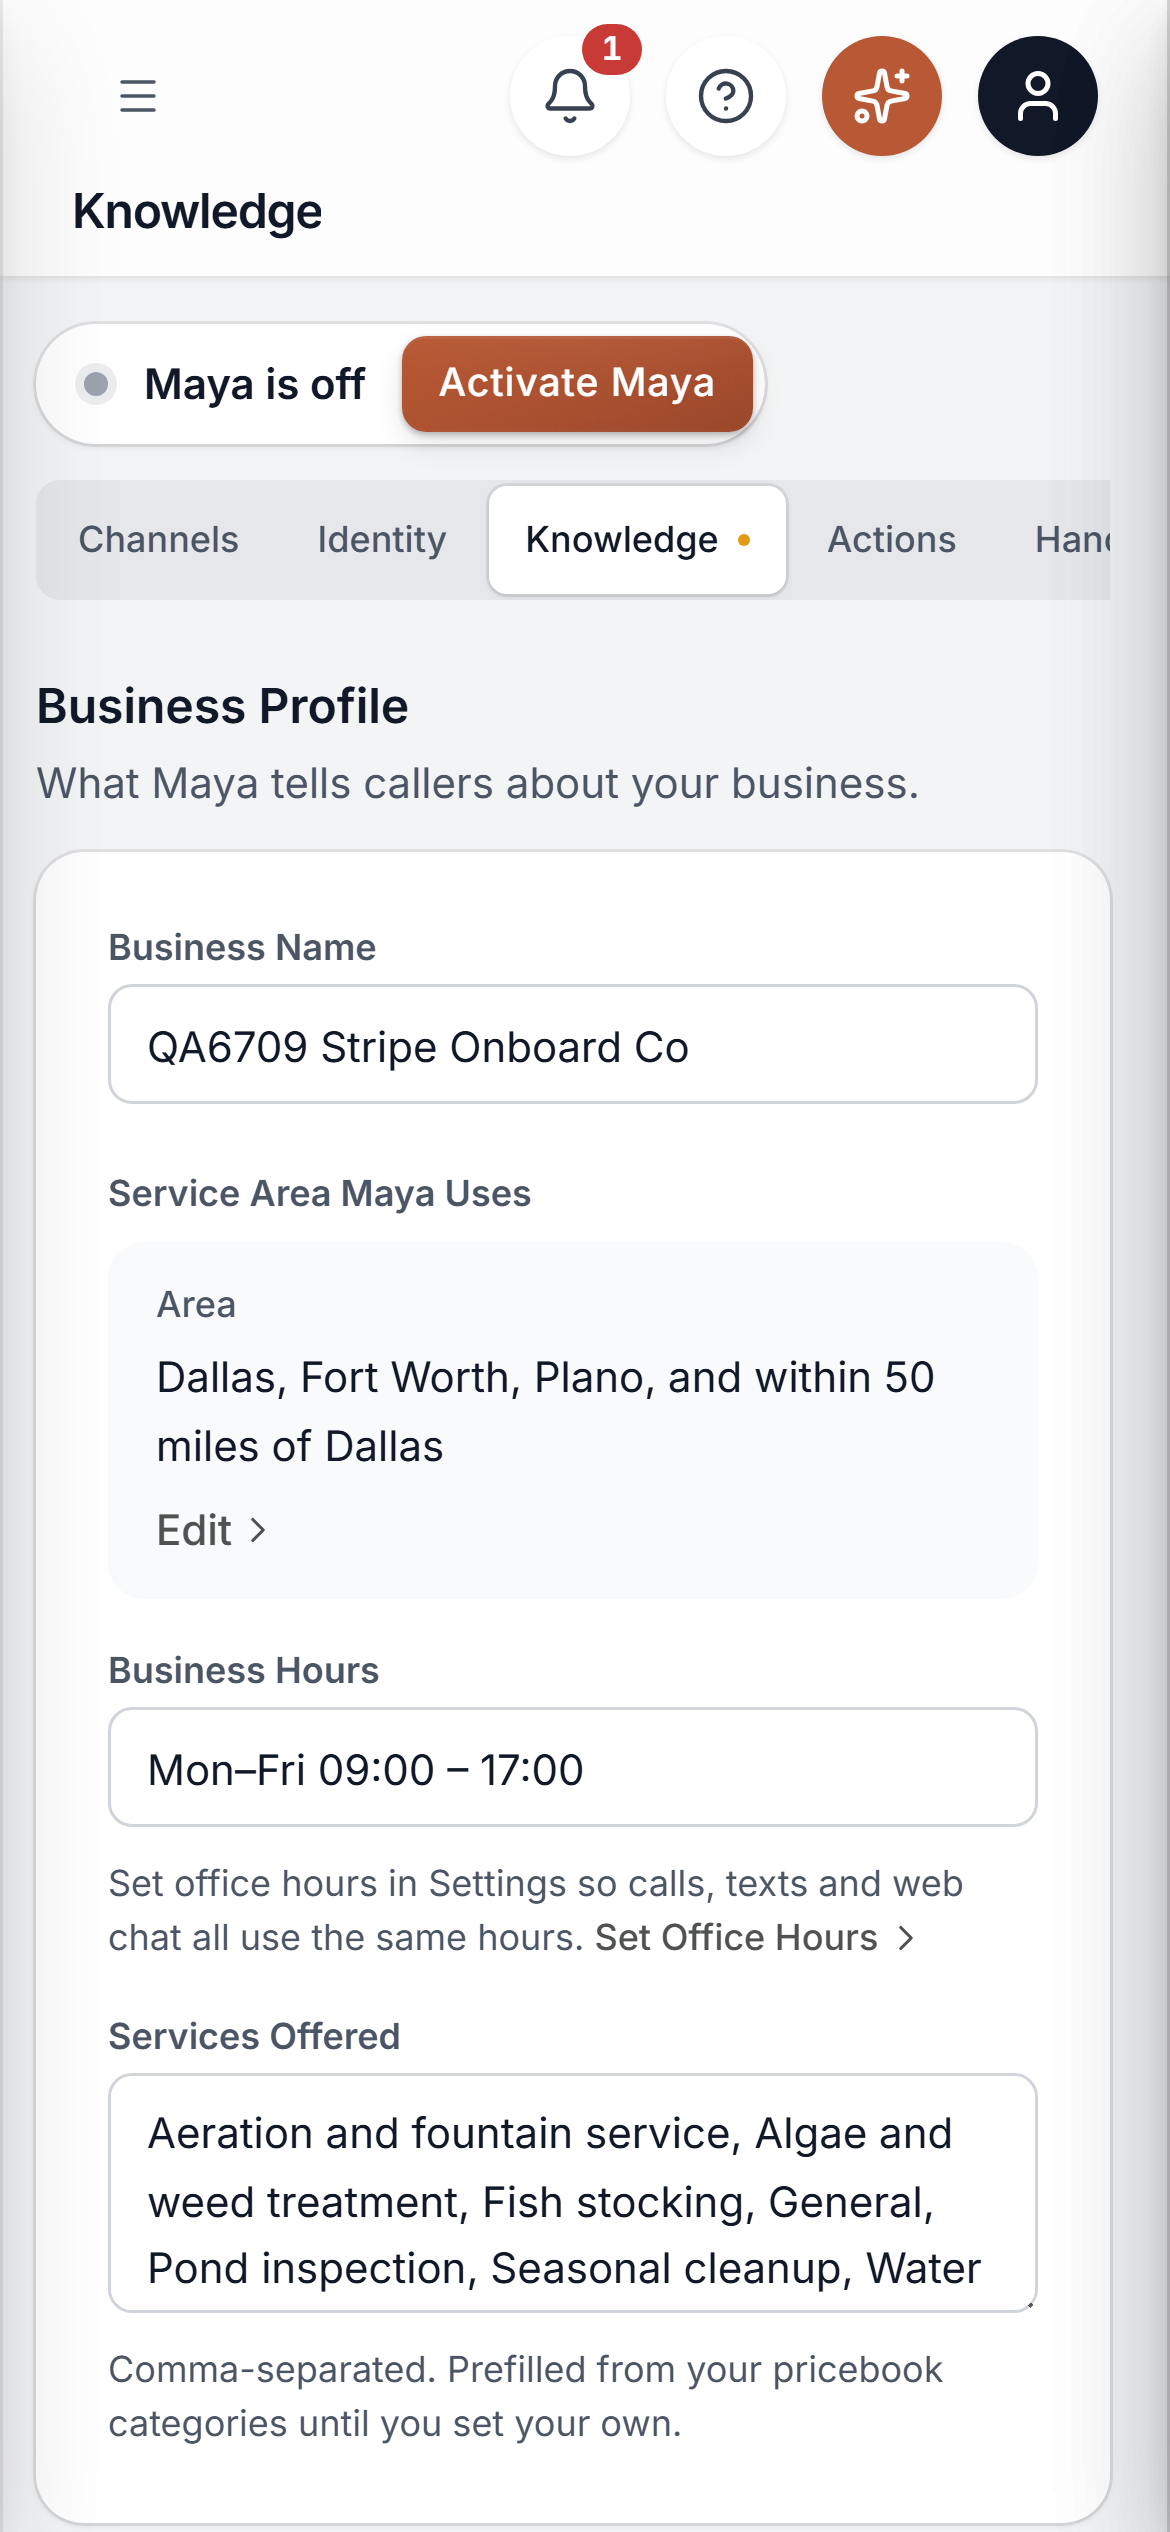 1
Knowledge
Maya is off
Activate Maya
Channels
Identity
Knowledge
Actions
Hand
Business Profile
What Maya tells callers about your business.
Business Name
QA6709 Stripe Onboard Co
Service Area Maya Uses
Area
Dallas, Fort Worth, Plano, and within 50
miles of Dallas
Edit
Business Hours
Mon–Fri 09:00 – 17:00
Set office hours in Settings so calls, texts and web
chat all use the same hours. Set Office Hours
Services Offered
Aeration and fountain service, Algae and
weed treatment, Fish stocking, General,
Pond inspection, Seasonal cleanup, Water
Comma-separated. Prefilled from your pricebook
categories until you set your own.